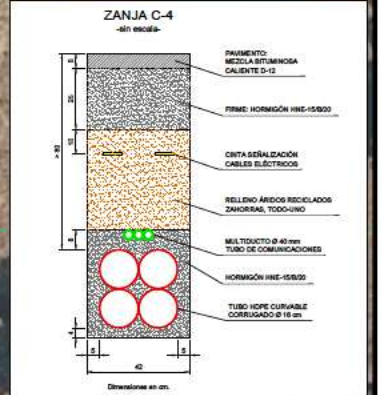 ZANJA C-4
-sin escala-
PAVIMENTO:
MEZCLA BITUMINOSA
CALIENTE D-12
FIRME: HORMIGÓN HNE-15/B/20
CINTA SEÑALIZACIÓN
CABLES ELÉCTRICOS
RELLENO ÁRIDOS RECICLADOS
ZAHORRAS, TODO-UNO
MULTIDUCTO Ø 40 mm
TUBO DE COMUNICACIONES
HORMIGÓN HNE-15/B/20
TUBO HDPE CURVABLE
CORRUGADO Ø 16 cm
5
25
10
8
4
5
5
42
Dimensiones en cm.